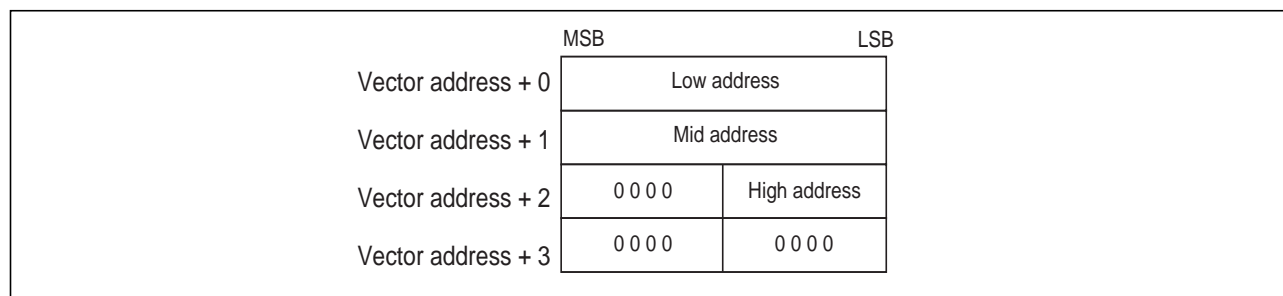 MSB LSB
Vector address + 0 Low address
Vector address + 1 Mid address
Vector address + 2 0 0 0 0 High address
Vector address + 3 0 0 0 0 0 0 0 0